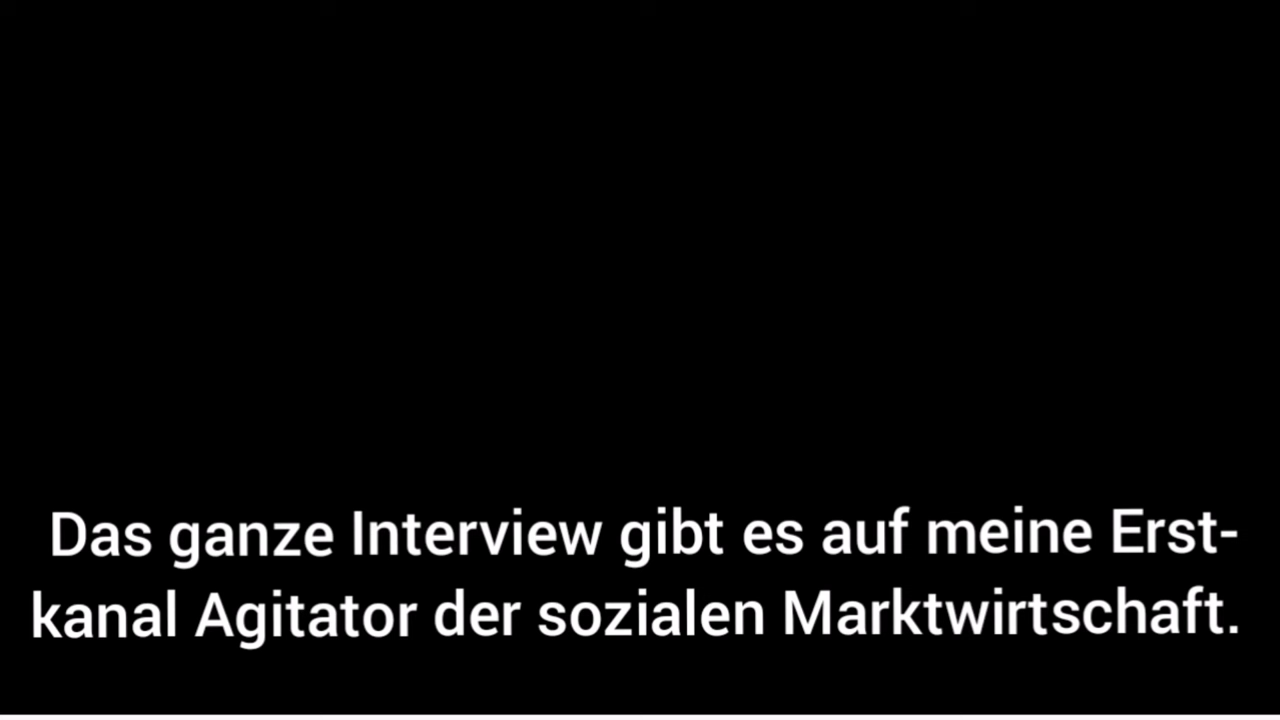 Das ganze Interview gibt es auf meine Erst-
kanal Agitator der sozialen Marktwirtschaft.